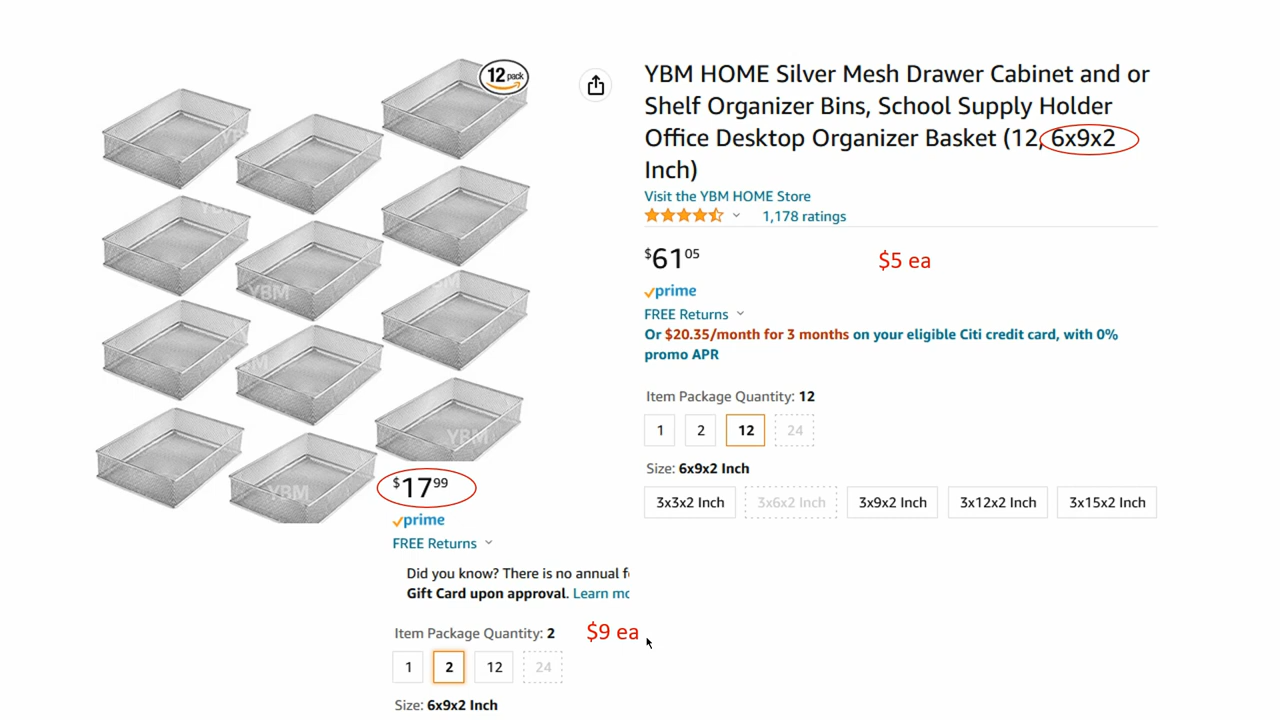 12 pack
YBM HOME Silver Mesh Drawer Cabinet and or
Shelf Organizer Bins, School Supply Holder
Office Desktop Organizer Basket (12, 6x9x2
Inch)
Visit the YBM HOME Store
1,178 ratings
$61.05
$5 ea
prime
FREE Returns
Or $20.35/month for 3 months on your eligible Citi credit card, with 0%
promo APR
Item Package Quantity: 12
1 2 12 24
Size: 6x9x2 Inch
3x3x2 Inch 3x6x2 Inch 3x9x2 Inch 3x12x2 Inch 3x15x2 Inch
YBM
YBM
YBM
$17.99
prime
FREE Returns
Did you know? There is no annual f
Gift Card upon approval. Learn mo
Item Package Quantity: 2
$9 ea
1 2 12 24
Size: 6x9x2 Inch